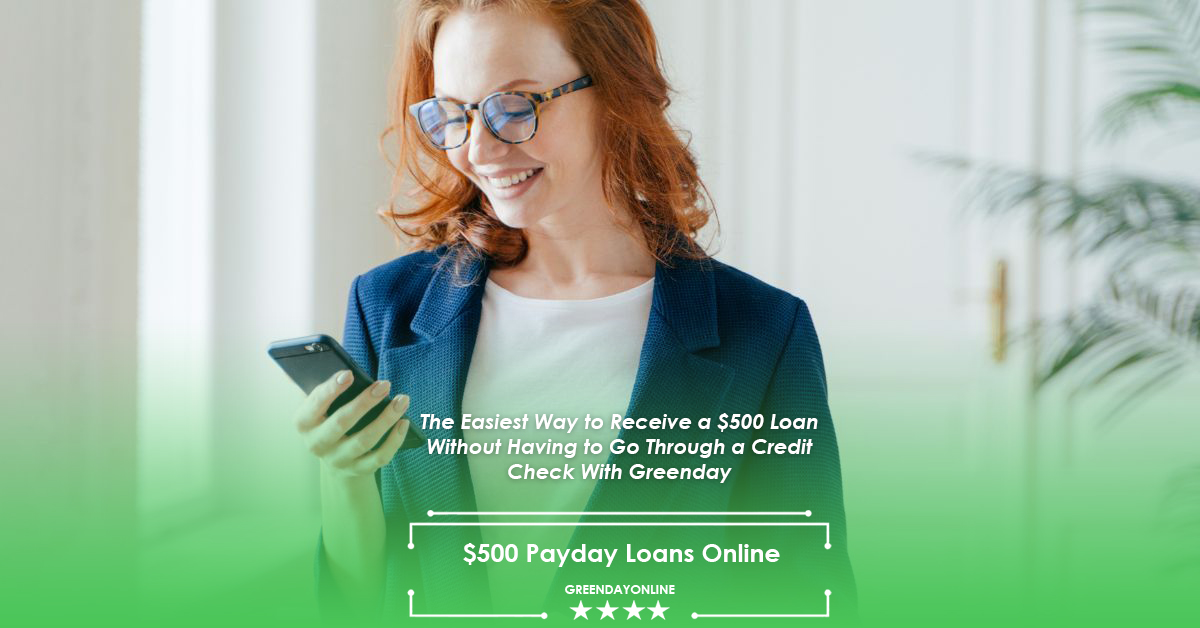 The Easiest Way to Receive a $500 Loan
Without Having to Go Through a Credit
Check With Greenday
$500 Payday Loans Online
GREENDAYONLINE